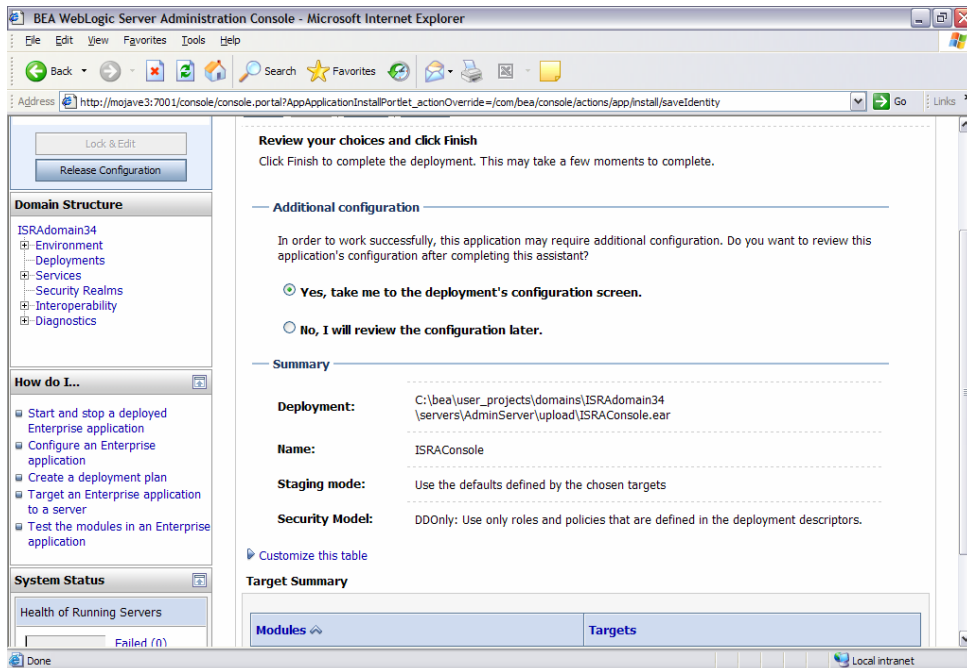 BEA WebLogic Server Administration Console - Microsoft Internet Explorer
File Edit View Favorites Tools Help
Back Search Favorites
Address http://mojave3:7001/console/console.portal?AppApplicationInstallPortlet_actionOverride=/com/bea/console/actions/app/install/saveIdentity Go Links
Lock & Edit
Release Configuration
Domain Structure
ISRAdomain34
Environment
Deployments
Services
Security Realms
Interoperability
Diagnostics
How do I...
Start and stop a deployed
Enterprise application
Configure an Enterprise
application
Create a deployment plan
Target an Enterprise application
to a server
Test the modules in an Enterprise
application
System Status
Health of Running Servers
Failed (0)
Review your choices and click Finish
Click Finish to complete the deployment. This may take a few moments to complete.
Additional configuration
In order to work successfully, this application may require additional configuration. Do you want to review this
application's configuration after completing this assistant?
Yes, take me to the deployment's configuration screen.
No, I will review the configuration later.
Summary
Deployment: C:\bea\user_projects\domains\ISRAdomain34
\servers\AdminServer\upload\ISRAConsole.ear
Name: ISRAConsole
Staging mode: Use the defaults defined by the chosen targets
Security Model: DDOnly: Use only roles and policies that are defined in the deployment descriptors.
Customize this table
Target Summary
Modules Targets
Done Local intranet